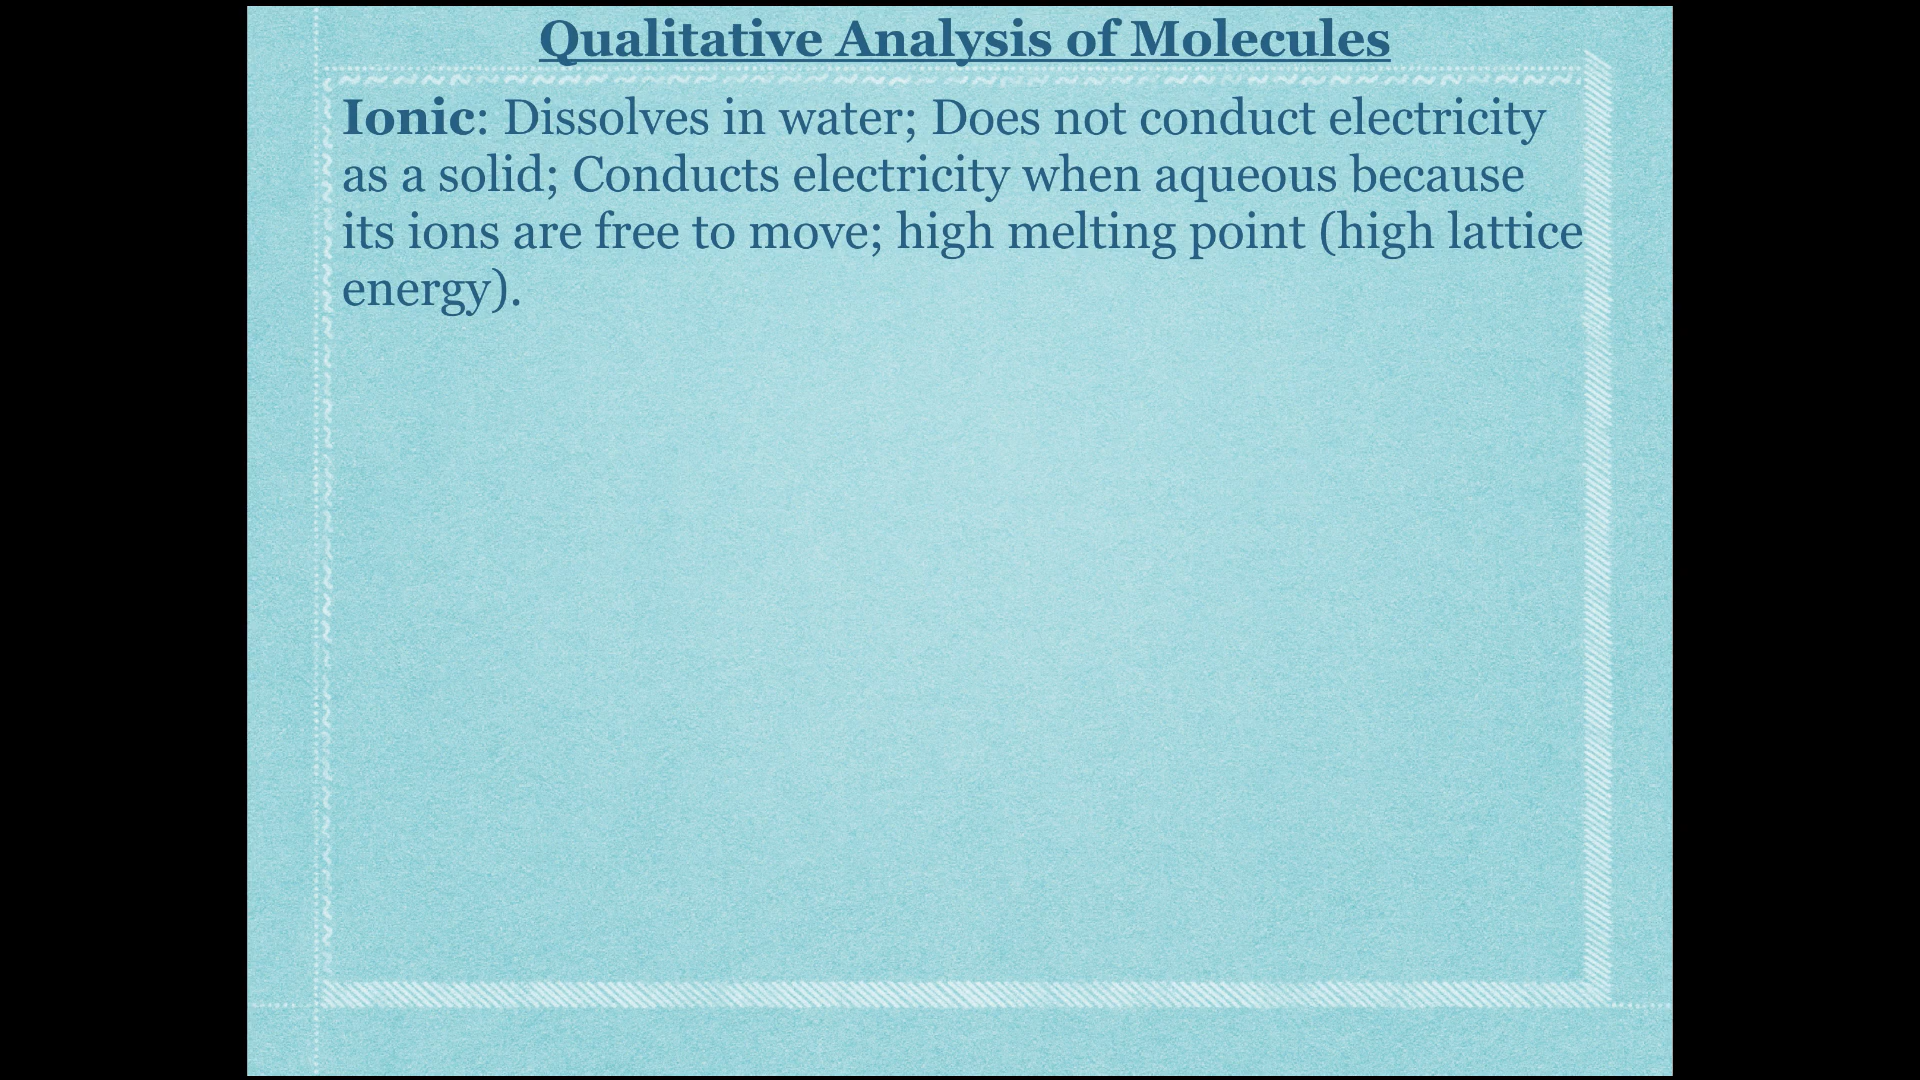 Qualitative Analysis of Molecules
Ionic: Dissolves in water; Does not conduct electricity
as a solid; Conducts electricity when aqueous because
its ions are free to move; high melting point (high lattice
energy).